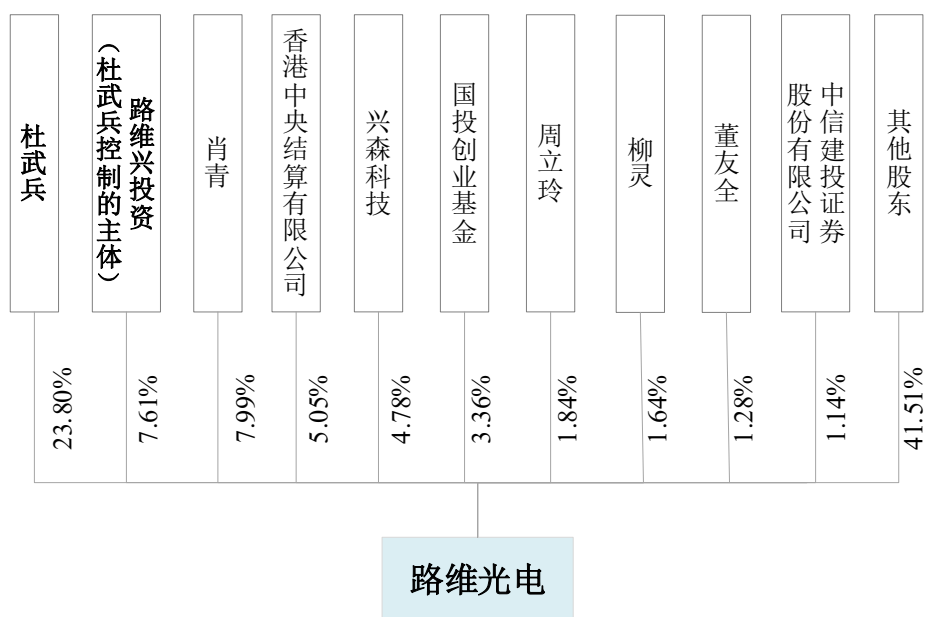 杜武兵
路维兴投资
（杜武兵控制的主体）
肖青
香港中央结算有限公司
兴森科技
国投创业基金
周立玲
柳灵
董友全
中信建投证券
股份有限公司
其他股东
23.80%
7.61%
7.99%
5.05%
4.78%
3.36%
1.84%
1.64%
1.28%
1.14%
41.51%
路维光电